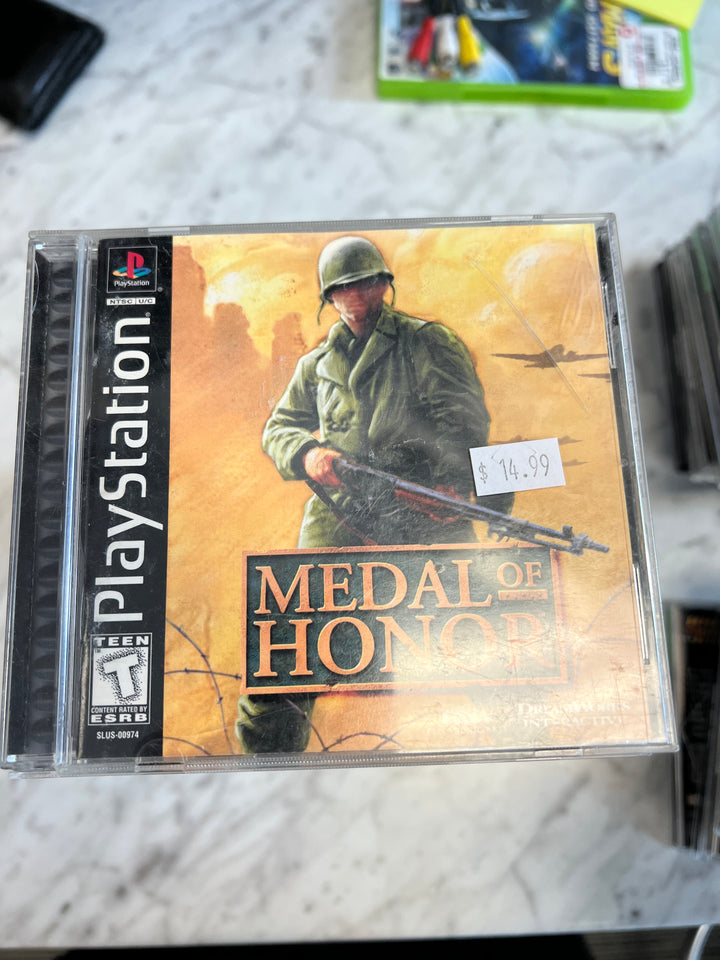 PlayStation
NTSC U/C
PlayStation
$ 14.99
MEDAL OF
HONOR
TEEN
T
CONTENT RATED BY
ESRB
SLUS-00974
DREAMWORKS
INTERACTIVE